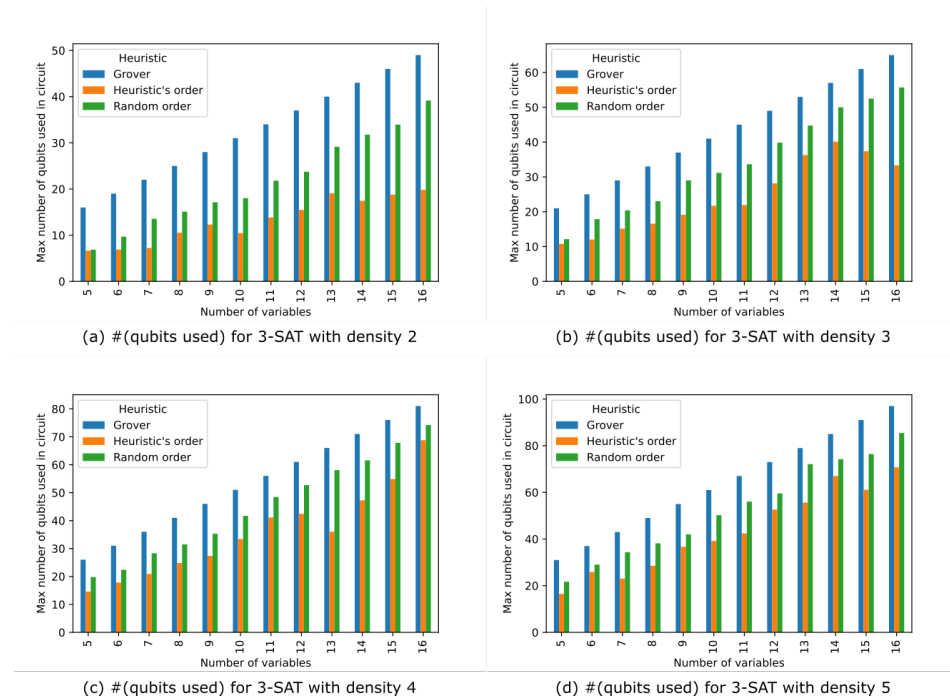 50
40
30
20
10
0
Max number of qubits used in circuit
Heuristic
Grover
Heuristic's order
Random order
5 6 7 8 9 10 11 12 13 14 15 16
Number of variables
(a) #(qubits used) for 3-SAT with density 2
60
50
40
30
20
10
0
Max number of qubits used in circuit
Heuristic
Grover
Heuristic's order
Random order
5 6 7 8 9 10 11 12 13 14 15 16
Number of variables
(b) #(qubits used) for 3-SAT with density 3
80
70
60
50
40
30
20
10
0
Max number of qubits used in circuit
Heuristic
Grover
Heuristic's order
Random order
5 6 7 8 9 10 11 12 13 14 15 16
Number of variables
(c) #(qubits used) for 3-SAT with density 4
100
80
60
40
20
0
Max number of qubits used in circuit
Heuristic
Grover
Heuristic's order
Random order
5 6 7 8 9 10 11 12 13 14 15 16
Number of variables
(d) #(qubits used) for 3-SAT with density 5